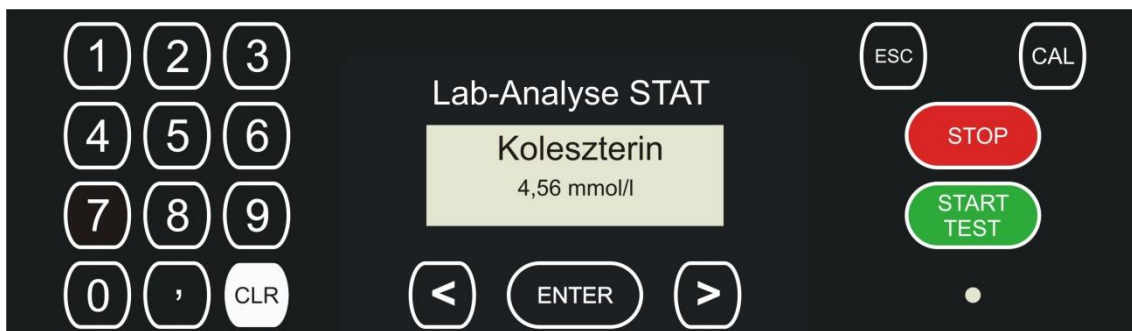 1 2 3
4 5 6
7 8 9
0 , CLR
Lab-Analyse STAT
Koleszterin
4,56 mmol/l
< ENTER >
ESC CAL
STOP
START
TEST